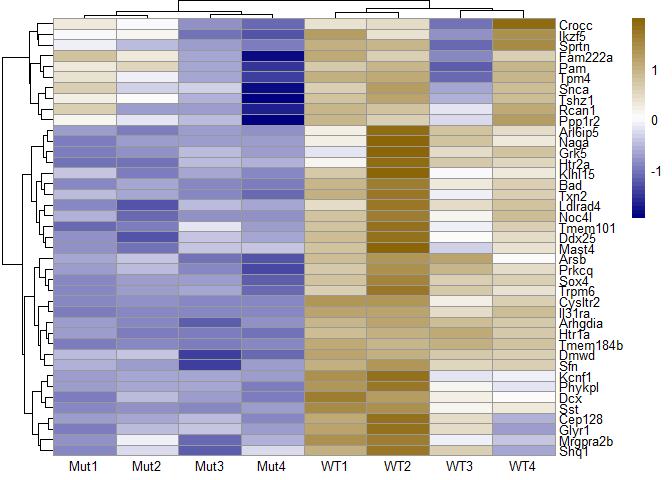 Crocc
Ikzf5
Sprtn
Fam222a
Pam
Tpm4
Snca
Tshz1
Rcan1
Ppp1r2
Arl6ip5
Naga
Grk5
Htr2a
Klhl15
Bad
Txn2
Ldlrad4
Noc4l
Tmem101
Ddx25
Mast4
Arsb
Prkcq
Sox4
Trpm6
Cysltr2
Il31ra
Arhgdia
Htr1a
Tmem184b
Dmwd
Sfn
Kcnf1
Phykpl
Dcx
Sst
Cep128
Glyr1
Mrgpra2b
Shq1
Mut1 Mut2 Mut3 Mut4 WT1 WT2 WT3 WT4
1
0
-1